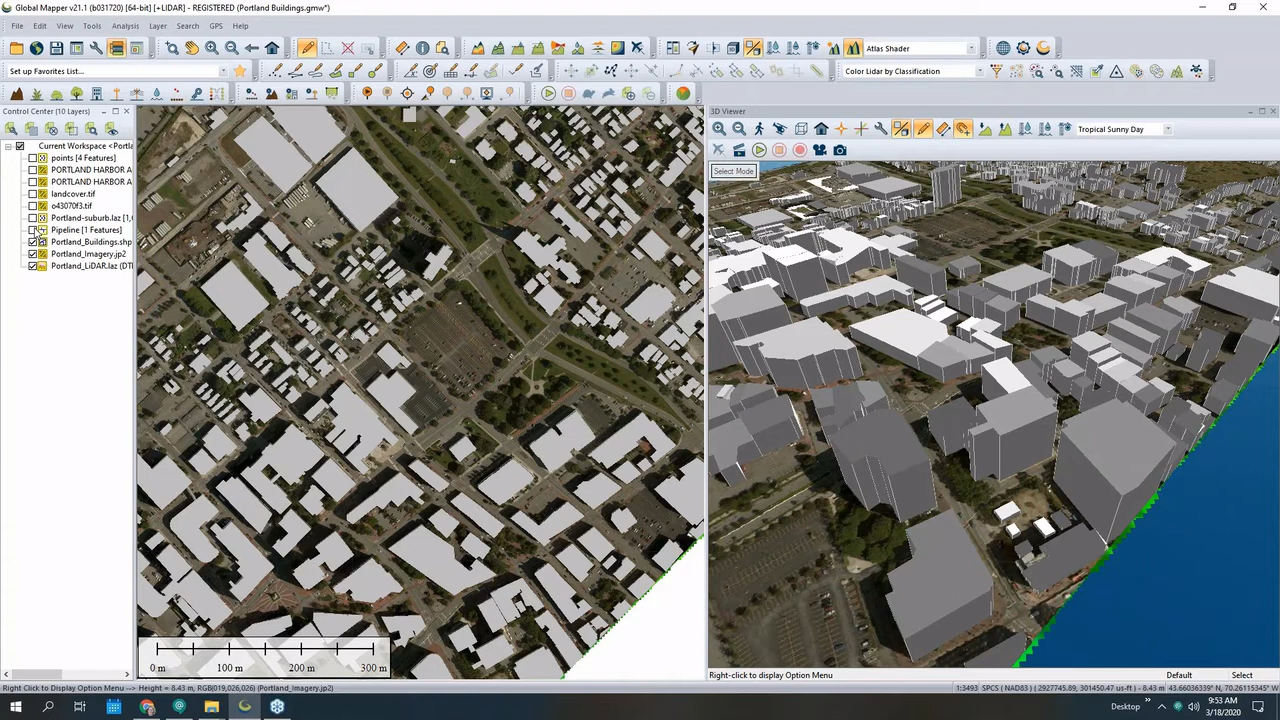 Global Mapper v21.1 (b031720) [64-bit] [+LIDAR] - REGISTERED (Portland Buildings.gmw*)
File Edit View Tools Analysis Layer Search GPS Help
Atlas Shader
Set up Favorites List...
Color Lidar by Classification
Control Center (10 Layers)
3D Viewer
Current Workspace <Portla
points [4 Features]
PORTLAND HARBOR A
PORTLAND HARBOR A
landcover.tif
o43070f3.tif
Portland-suburb.laz [1,
Pipeline [1 Features]
Portland_Buildings.shp
Portland_Imagery.jp2
Portland_LiDAR.laz (DT
Tropical Sunny Day
Select Mode
0 m 100 m 200 m 300 m
Right-click to display Option Menu Default Select
Right Click to Display Option Menu --> Height = 8.43 m, RGB(019,026,026) (Portland_Imagery.jp2)
1:3493 SPCS (NAD83) ( 2927745.89, 301450.47 us-ft ) - 8.43 m 43.66036339° N, 70.26115345° W
Desktop
9:53 AM
3/18/2020